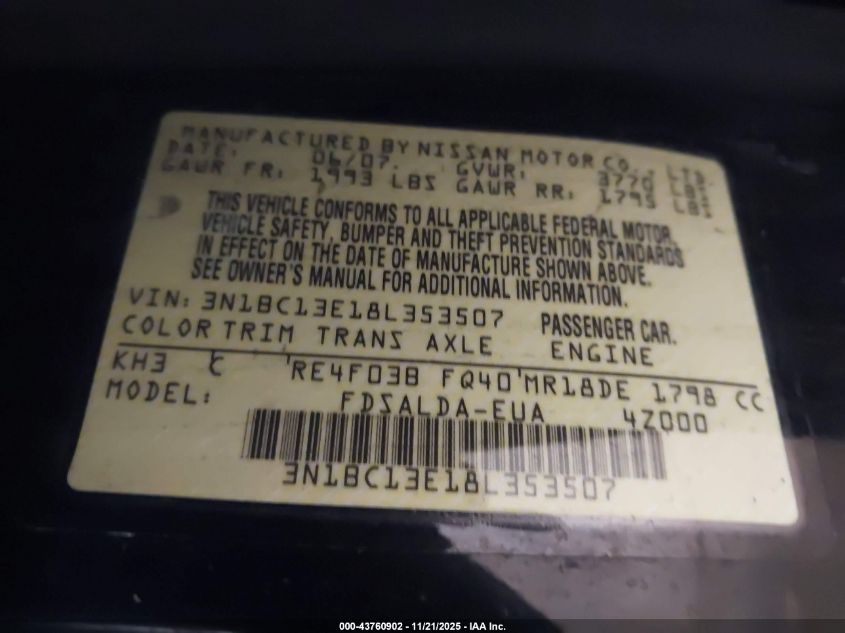 MANUFACTURED BY NISSAN MOTOR CO., LTD.
DATE: 06/07. GVWR: 3770 LBS
GAWR FR: 1993 LBS GAWR RR: 1795 LBS
THIS VEHICLE CONFORMS TO ALL APPLICABLE FEDERAL MOTOR
VEHICLE SAFETY, BUMPER AND THEFT PREVENTION STANDARDS
IN EFFECT ON THE DATE OF MANUFACTURE SHOWN ABOVE.
SEE OWNER'S MANUAL FOR ADDITIONAL INFORMATION.
VIN: 3N1BC13E18L353507 PASSENGER CAR.
COLOR TRIM TRANS AXLE ENGINE
KH3 C RE4F03B FQ40 MR18DE 1798 CC
MODEL: FDSALDA-EUA 4Z000
3N1BC13E18L353507
000-43760902 - 11/21/2025 - IAA Inc.